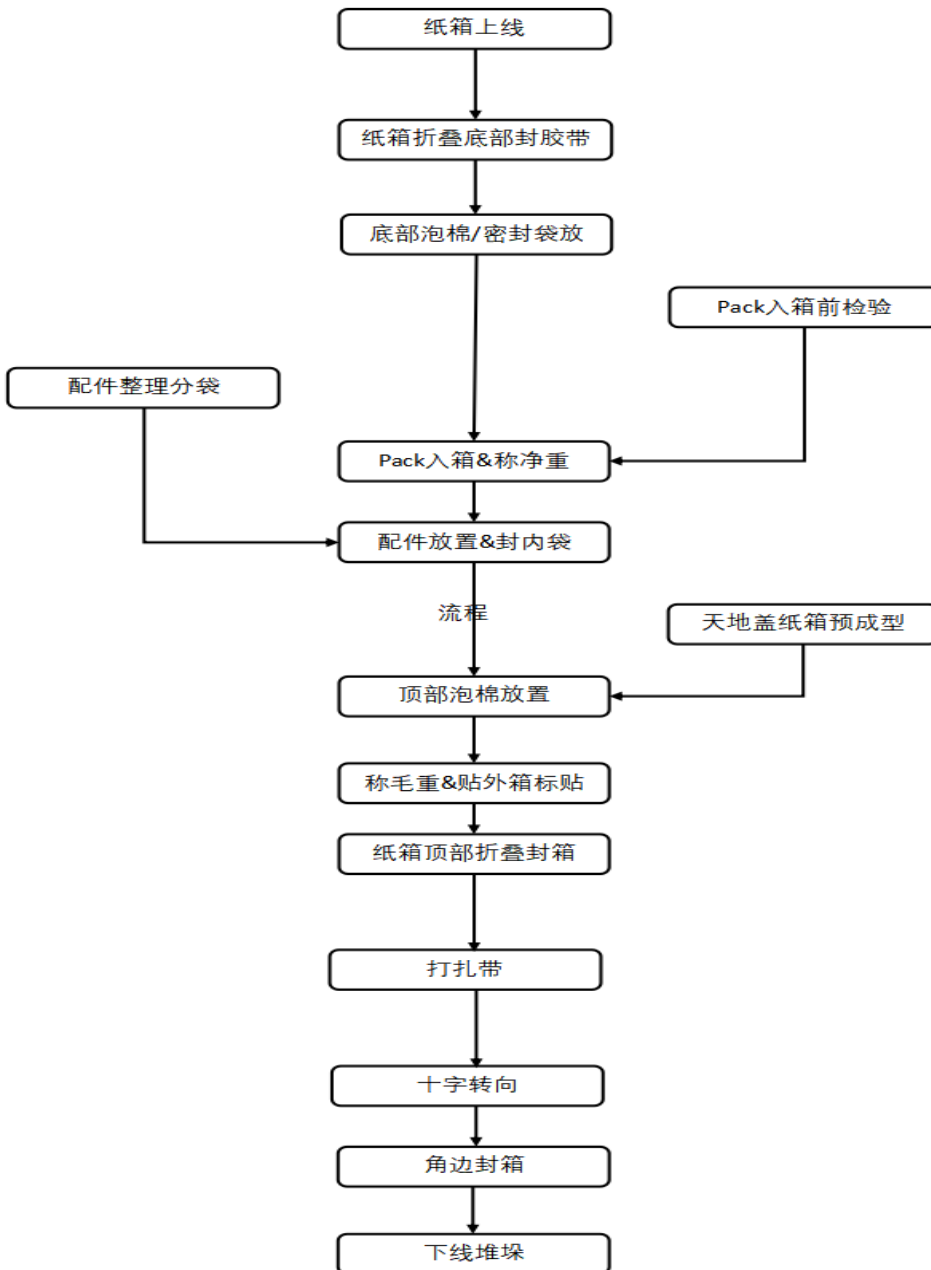 纸箱上线
纸箱折叠底部封胶带
底部泡棉/密封袋放
Pack入箱前检验
配件整理分袋
Pack入箱&称净重
配件放置&封内袋
流程
天地盖纸箱预成型
顶部泡棉放置
称毛重&贴外箱标贴
纸箱顶部折叠封箱
打扎带
十字转向
角边封箱
下线堆垛